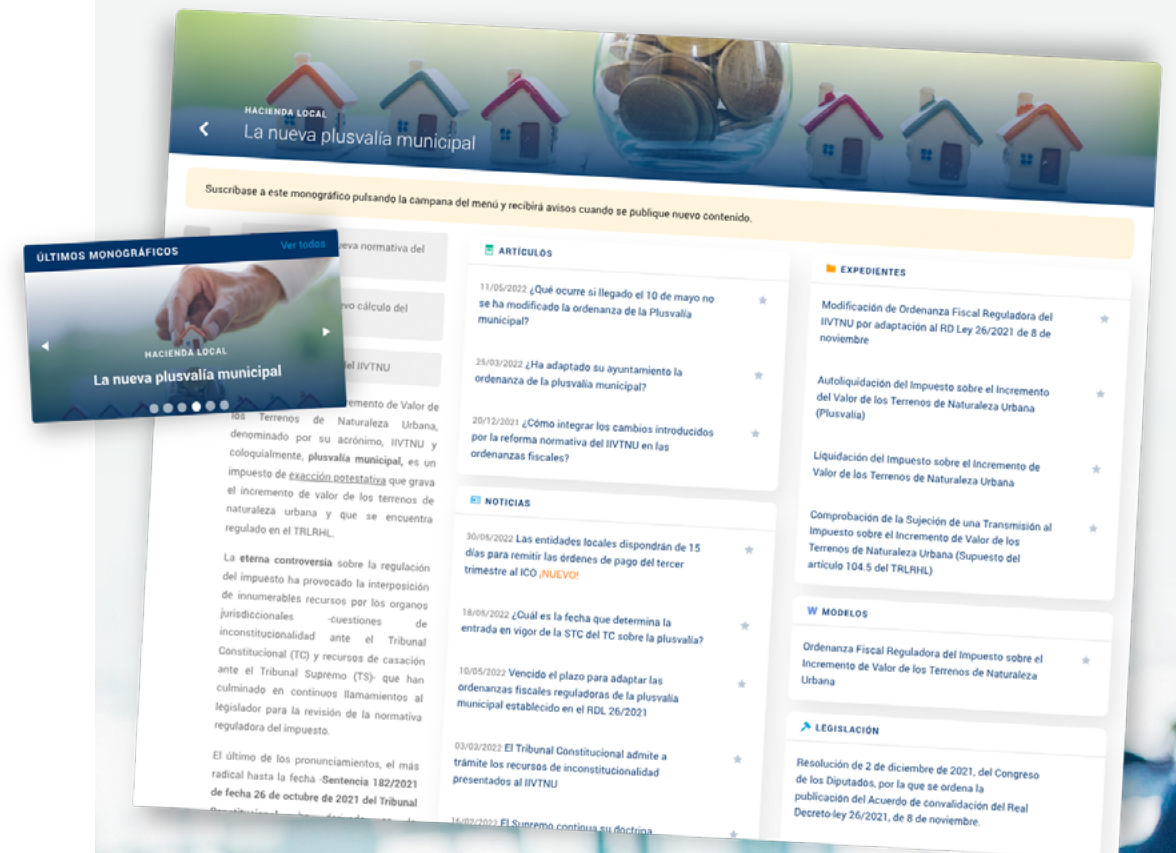 HACIENDA LOCAL
La nueva plusvalía municipal
Suscríbase a este monográfico pulsando la campana del menú y recibirá avisos cuando se publique nuevo contenido.
ÚLTIMOS MONOGRÁFICOS
Ver todos
HACIENDA LOCAL
La nueva plusvalía municipal
normativa del
cálculo del
del IIVTNU
de Valor de
los Terrenos de Naturaleza Urbana,
denominado por su acrónimo, IIVTNU y
coloquialmente, plusvalía municipal, es un
impuesto de exacción potestativa que grava
el incremento de valor de los terrenos de
naturaleza urbana y que se encuentra
regulado en el TRLRHL.
La eterna controversia sobre la regulación
del impuesto ha provocado la interposición
de innumerables recursos por los organos
jurisdiccionales -cuestiones de
inconstitucionalidad ante el Tribunal
Constitucional (TC) y recursos de casación
ante el Tribunal Supremo (TS)- que han
culminado en continuos llamamientos al
legislador para la revisión de la normativa
reguladora del impuesto.
El último de los pronunciamientos, el más
radical hasta la fecha -Sentencia 182/2021
de fecha 26 de octubre de 2021 del Tribunal
ARTÍCULOS
11/05/2022 ¿Qué ocurre si llegado el 10 de mayo no
se ha modificado la ordenanza de la Plusvalía
municipal?
25/03/2022 ¿Ha adaptado su ayuntamiento la
ordenanza de la plusvalía municipal?
20/12/2021 ¿Cómo integrar los cambios introducidos
por la reforma normativa del IIVTNU en las
ordenanzas fiscales?
NOTICIAS
30/06/2022 Las entidades locales dispondrán de 15
días para remitir las órdenes de pago del tercer
trimestre al ICO ¡NUEVO!
18/05/2022 ¿Cuál es la fecha que determina la
entrada en vigor de la STC del TC sobre la plusvalía?
10/05/2022 Vencido el plazo para adaptar las
ordenanzas fiscales reguladoras de la plusvalía
municipal establecido en el RDL 26/2021
03/03/2022 El Tribunal Constitucional admite a
trámite los recursos de inconstitucionalidad
presentados al IIVTNU
16/02/2022 El Supremo continua su doctrina
EXPEDIENTES
Modificación de Ordenanza Fiscal Reguladora del
IIVTNU por adaptación al RD Ley 26/2021 de 8 de
noviembre
Autoliquidación del Impuesto sobre el Incremento
del Valor de los Terrenos de Naturaleza Urbana
(Plusvalía)
Liquidación del Impuesto sobre el Incremento de
Valor de los Terrenos de Naturaleza Urbana
Comprobación de la Sujeción de una Transmisión al
Impuesto sobre el Incremento de Valor de los
Terrenos de Naturaleza Urbana (Supuesto del
artículo 104.5 del TRLRHL)
MODELOS
Ordenanza Fiscal Reguladora del Impuesto sobre el
Incremento de Valor de los Terrenos de Naturaleza
Urbana
LEGISLACIÓN
Resolución de 2 de diciembre de 2021, del Congreso
de los Diputados, por la que se ordena la
publicación del Acuerdo de convalidación del Real
Decreto-ley 26/2021, de 8 de noviembre.